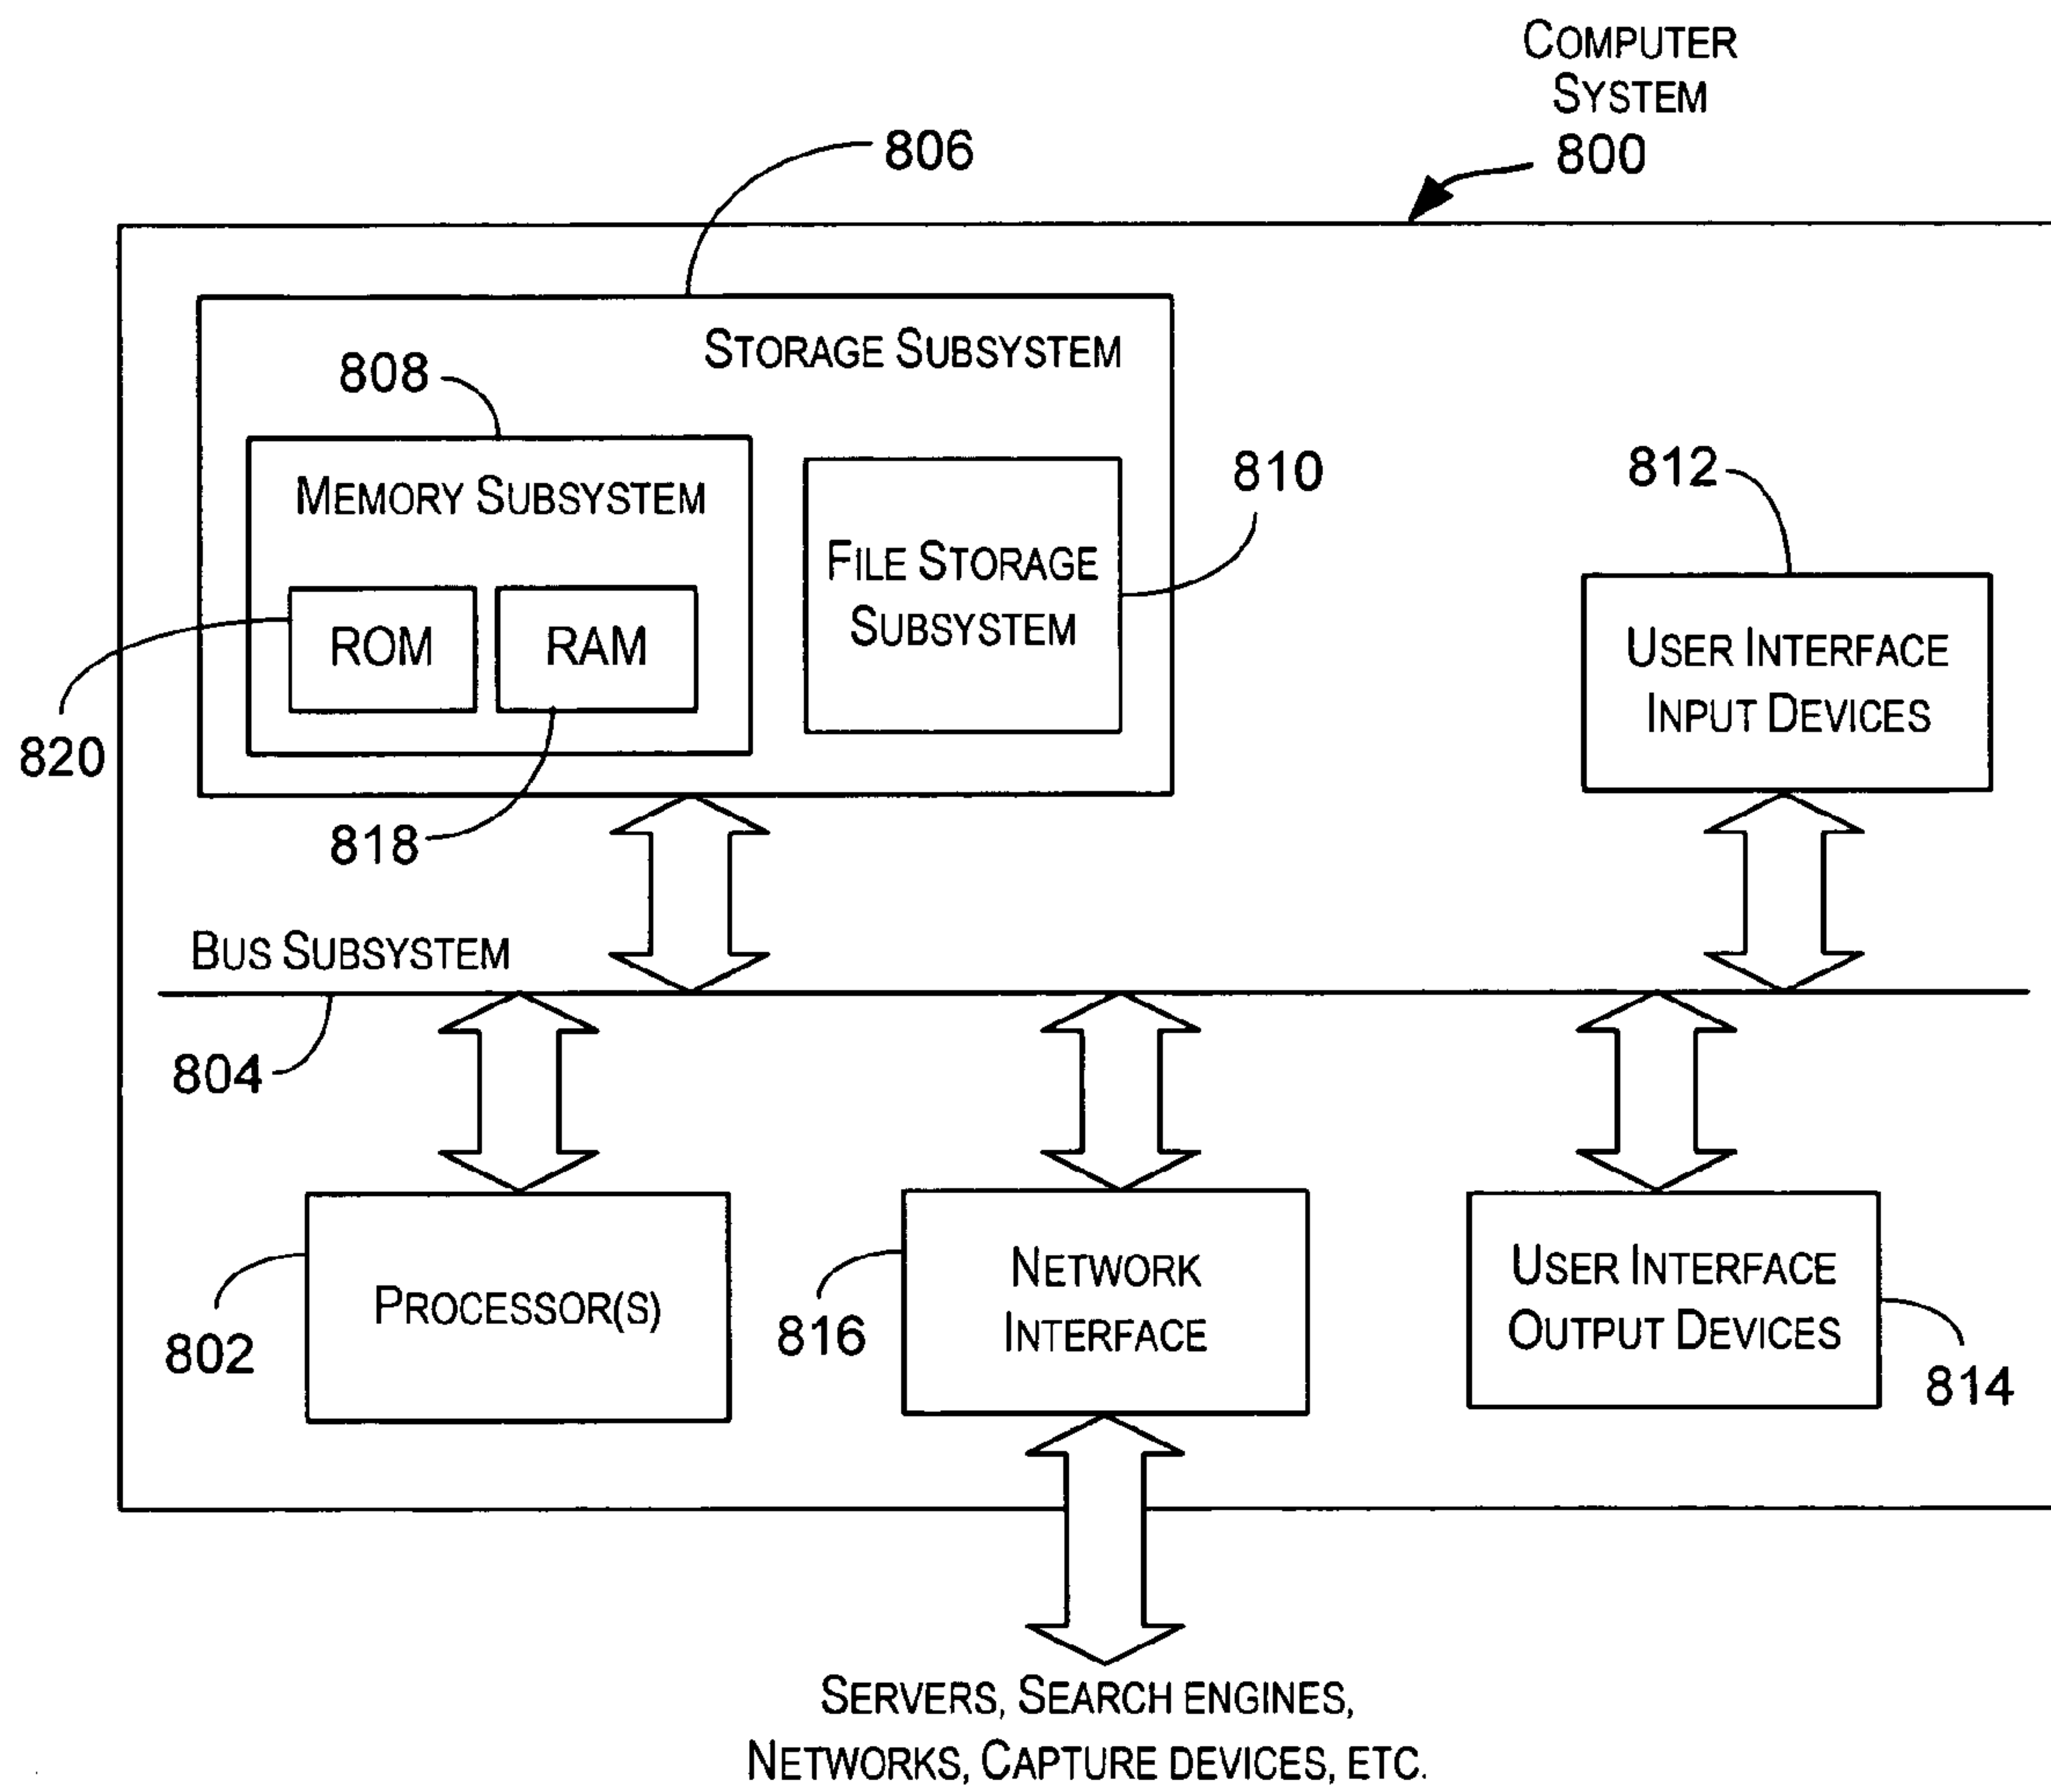 COMPUTER
SYSTEM
800
806
STORAGE SUBSYSTEM
808
MEMORY SUBSYSTEM
810
812
FILE STORAGE
SUBSYSTEM
ROM
RAM
USER INTERFACE
INPUT DEVICES
820
818
BUS SUBSYSTEM
804
PROCESSOR(S)
802
NETWORK
INTERFACE
816
USER INTERFACE
OUTPUT DEVICES
814
SERVERS, SEARCH ENGINES,
NETWORKS, CAPTURE DEVICES, ETC.